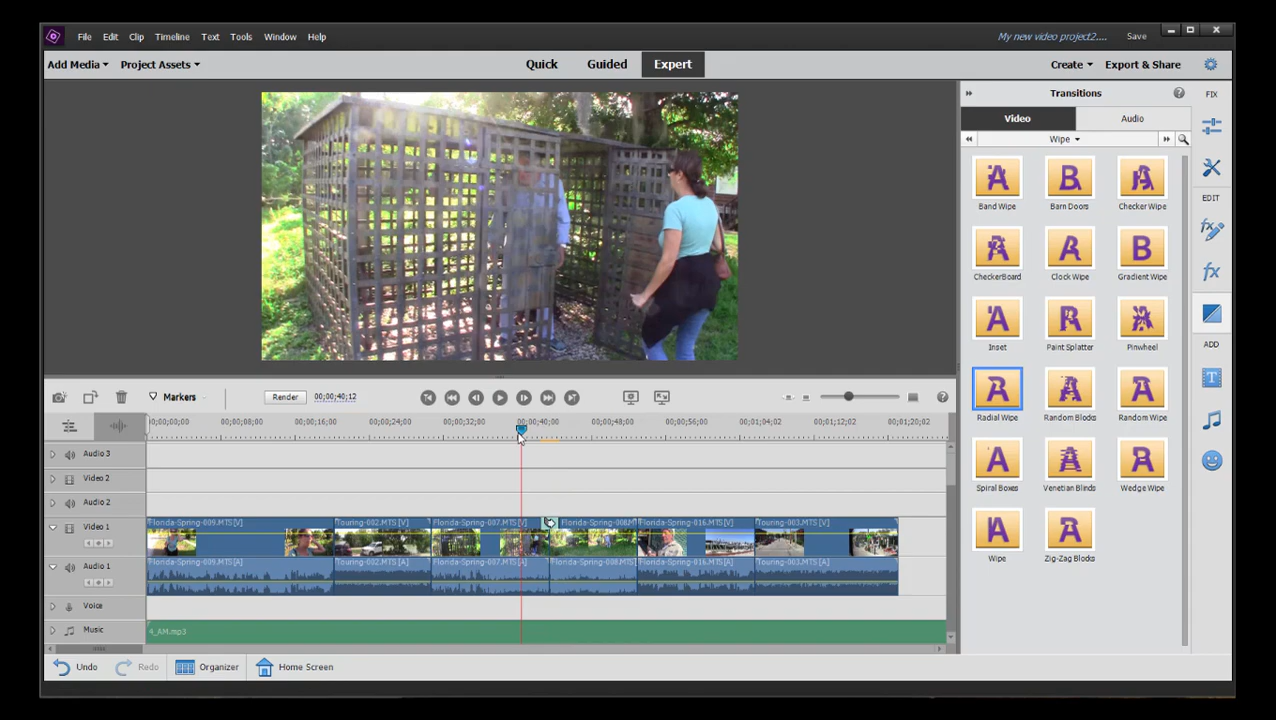 File Edit Clip Timeline Text Tools Window Help
My new video project2.... Save
Add Media Project Assets
Quick Guided Expert
Create Export & Share
Transitions
FIX
Video Audio
Wipe
Band Wipe Barn Doors Checker Wipe
EDIT
CheckerBoard Clock Wipe Gradient Wipe
Inset Paint Splatter Pinwheel
ADD
Radial Wipe Random Blocks Random Wipe
Spiral Boxes Venetian Blinds Wedge Wipe
Wipe Zig-Zag Blocks
Markers Render 00;00;40;12
00;00;00;00 00;00;08;00 00;00;16;00 00;00;24;00 00;00;32;00 00;00;40;00 00;00;48;00 00;00;56;00 00;01;04;02 00;01;12;02 00;01;20;02
Audio 3
Video 2
Audio 2
Video 1
Florida-Spring-009.MTS [V] Touring-002.MTS [V] Florida-Spring-007.MTS [V] Florida-Spring-008.M Florida-Spring-016.MTS [V] Touring-003.MTS [V]
Audio 1
Florida-Spring-009.MTS [A] Touring-002.MTS [A] Florida-Spring-007.MTS [A] Florida-Spring-008.MTS [A] Florida-Spring-016.MTS [A] Touring-003.MTS [A]
Voice
Music
4_AM.mp3
Undo Redo Organizer Home Screen